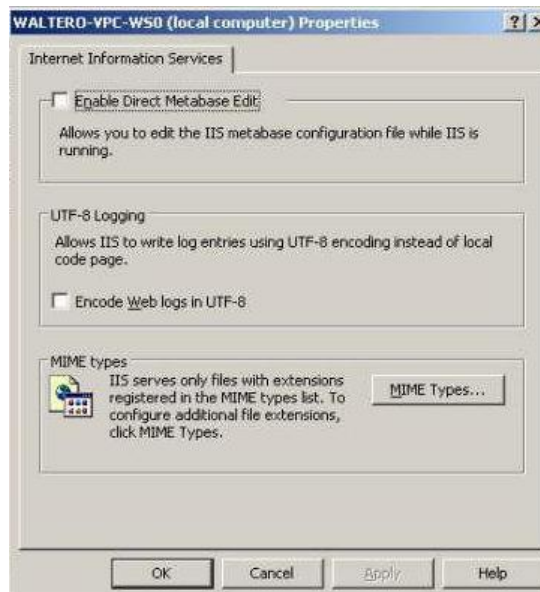 WALTERO-VPC-WS0 (local computer) Properties
Internet Information Services
Enable Direct Metabase Edit
Allows you to edit the IIS metabase configuration file while IIS is
running.
UTF-8 Logging
Allows IIS to write log entries using UTF-8 encoding instead of local
code page.
Encode Web logs in UTF-8
MIME types
IIS serves only files with extensions
registered in the MIME types list. To
configure additional file extensions,
click MIME Types.
MIME Types...
OK Cancel Apply Help